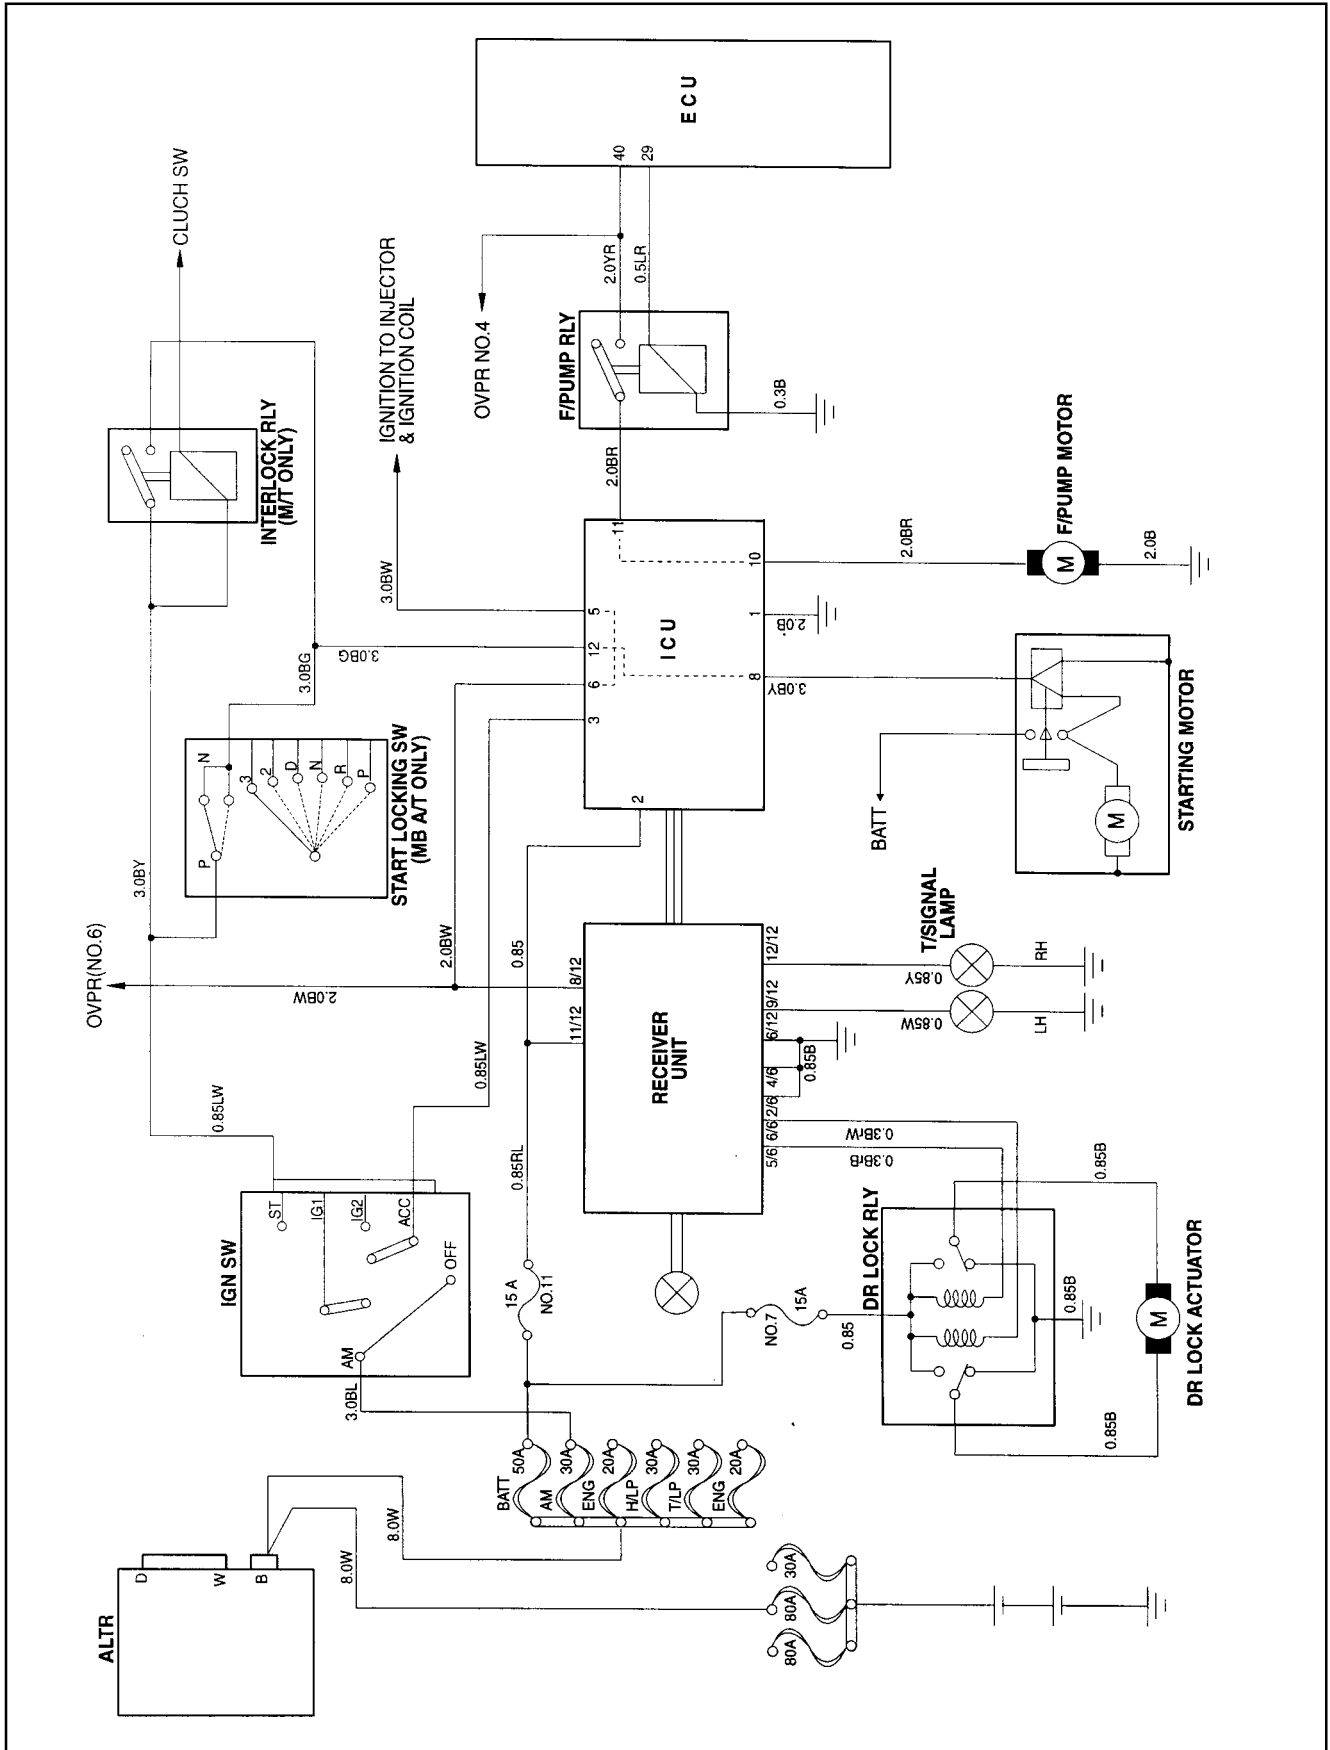 ALTR
D
W
B
8.0W
8.0W
80A
80A
30A
BATT
50A
AM
30A
ENG
20A
H/LP
30A
T/LP
30A
ENG
20A
3.0BL
IGN SW
AM
OFF
ST
IG1
IG2
ACC
0.85LW
0.85LW
15 A
NO.11
0.85RL
NO.7
15A
0.85
DR LOCK RLY
0.85B
0.85B
0.85B
DR LOCK ACTUATOR
M
0.3BrB
0.3BrW
RECEIVER
UNIT
11/12
8/12
5/6
6/6
2/6
4/6
6/12
9/12
12/12
0.85B
0.85W
0.85Y
LH
RH
T/SIGNAL
LAMP
OVPR(NO.6)
2.0BW
2.0BW
0.85
3.0BY
START LOCKING SW
(MB A/T ONLY)
P
N
3
2
D
N
R
P
3.0BG
3.0BG
INTERLOCK RLY
(M/T ONLY)
CLUCH SW
3.0BW
IGNITION TO INJECTOR
& IGNITION COIL
ICU
2
3
6
12
5
11
8
1
10
3.0BY
2.0B
2.0BR
BATT
STARTING MOTOR
M
F/PUMP MOTOR
M
2.0B
2.0BR
F/PUMP RLY
0.3B
OVPR NO.4
2.0YR
0.5LR
40
29
ECU